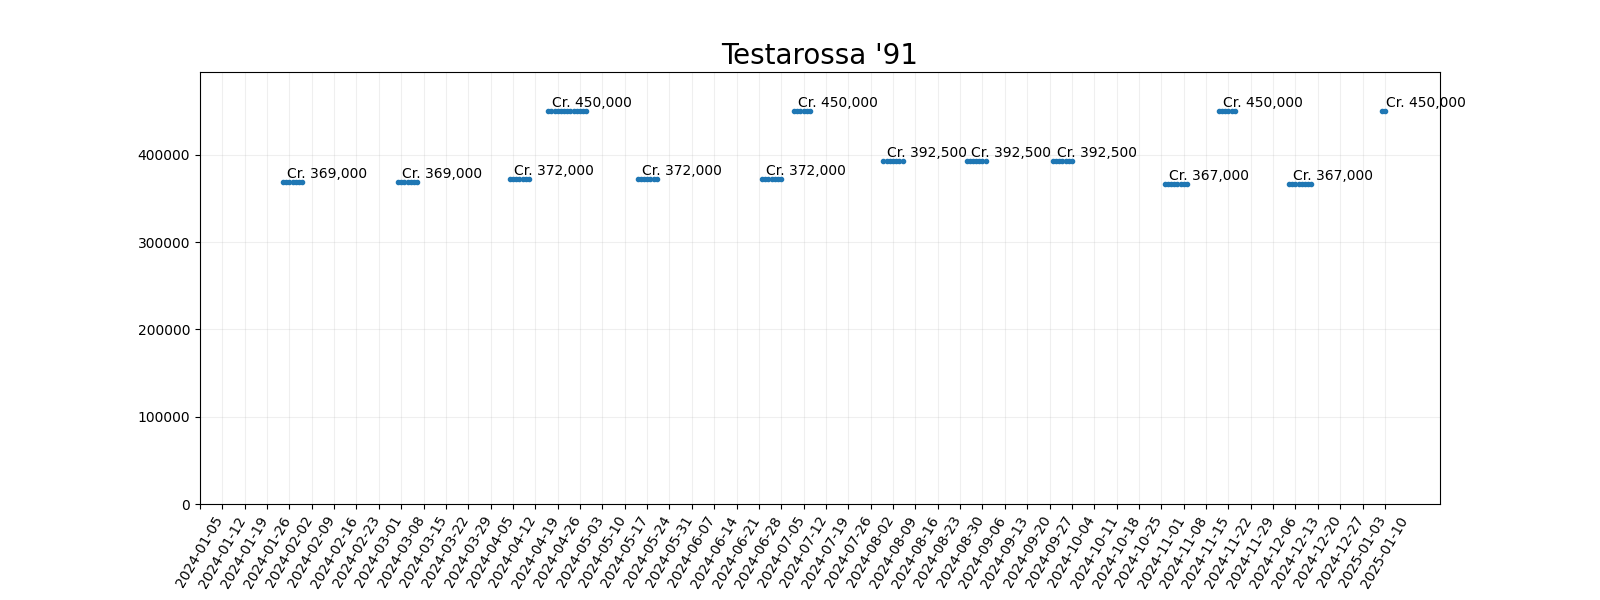 Testarossa '91
Cr. 450,000 Cr. 450,000 Cr. 450,000 Cr. 450,000
Cr. 392,500 Cr. 392,500 Cr. 392,500
Cr. 369,000 Cr. 369,000 Cr. 372,000 Cr. 372,000 Cr. 372,000 Cr. 367,000 Cr. 367,000
400000
300000
200000
100000
0
2024-01-05 2024-01-12 2024-01-19 2024-01-26 2024-02-02 2024-02-09 2024-02-16 2024-02-23 2024-03-01 2024-03-08 2024-03-15 2024-03-22 2024-03-29 2024-04-05 2024-04-12 2024-04-19 2024-04-26 2024-05-03 2024-05-10 2024-05-17 2024-05-24 2024-05-31 2024-06-07 2024-06-14 2024-06-21 2024-06-28 2024-07-05 2024-07-12 2024-07-19 2024-07-26 2024-08-02 2024-08-09 2024-08-16 2024-08-23 2024-08-30 2024-09-06 2024-09-13 2024-09-20 2024-09-27 2024-10-04 2024-10-11 2024-10-18 2024-10-25 2024-11-01 2024-11-08 2024-11-15 2024-11-22 2024-11-29 2024-12-06 2024-12-13 2024-12-20 2024-12-27 2025-01-03 2025-01-10